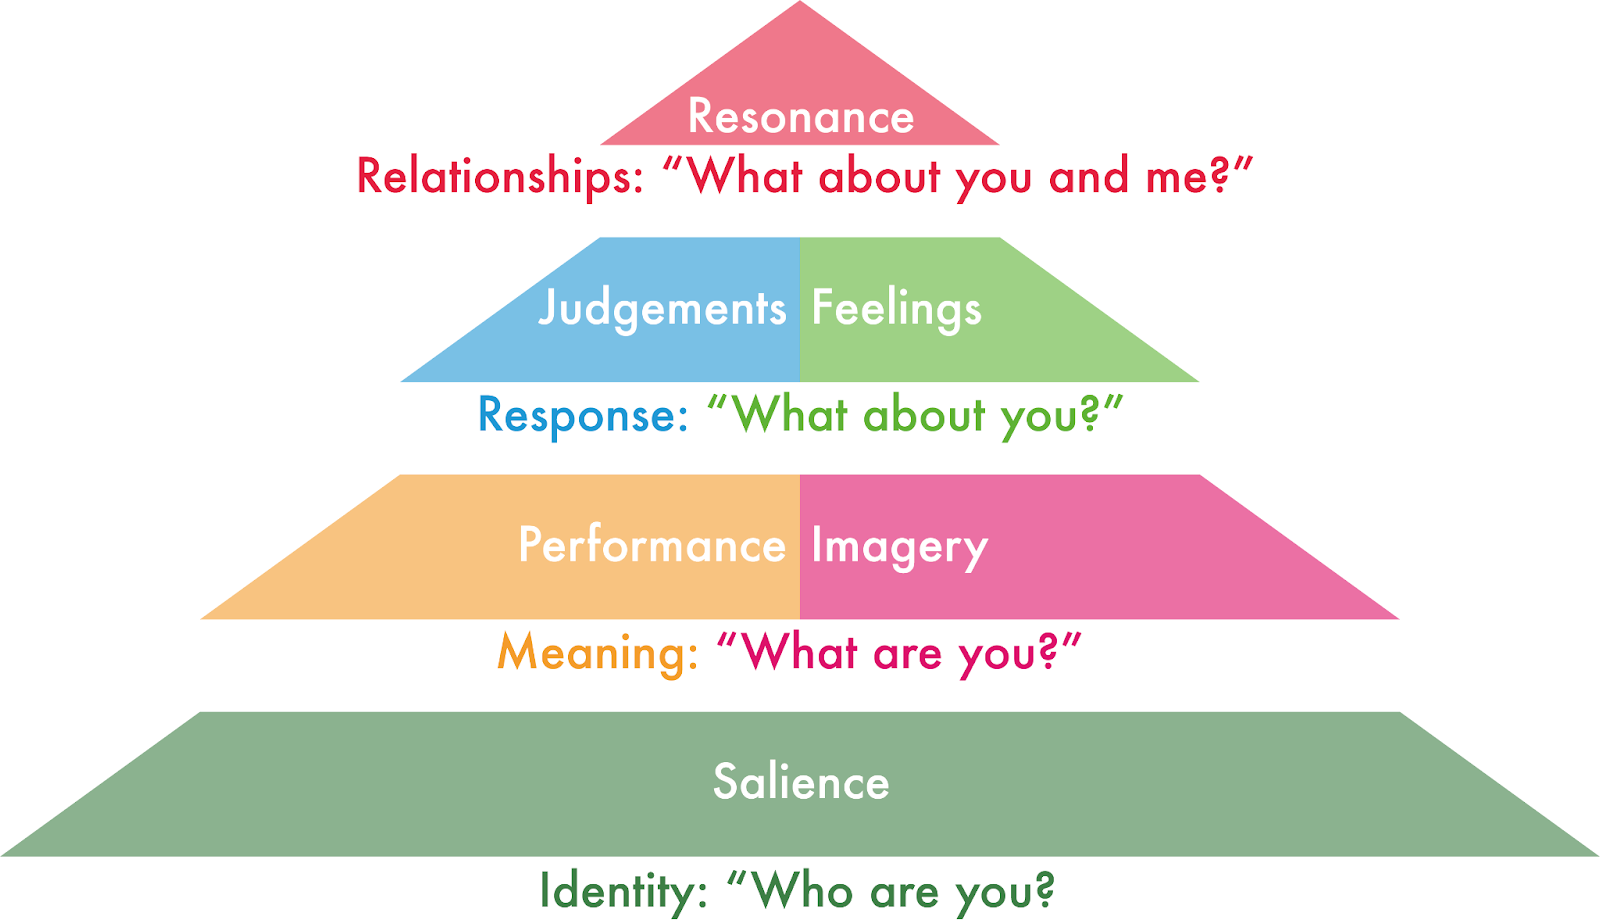 Resonance
Relationships: “What about you and me?”
Judgements Feelings
Response: “What about you?”
Performance Imagery
Meaning: “What are you?”
Salience
Identity: “Who are you?